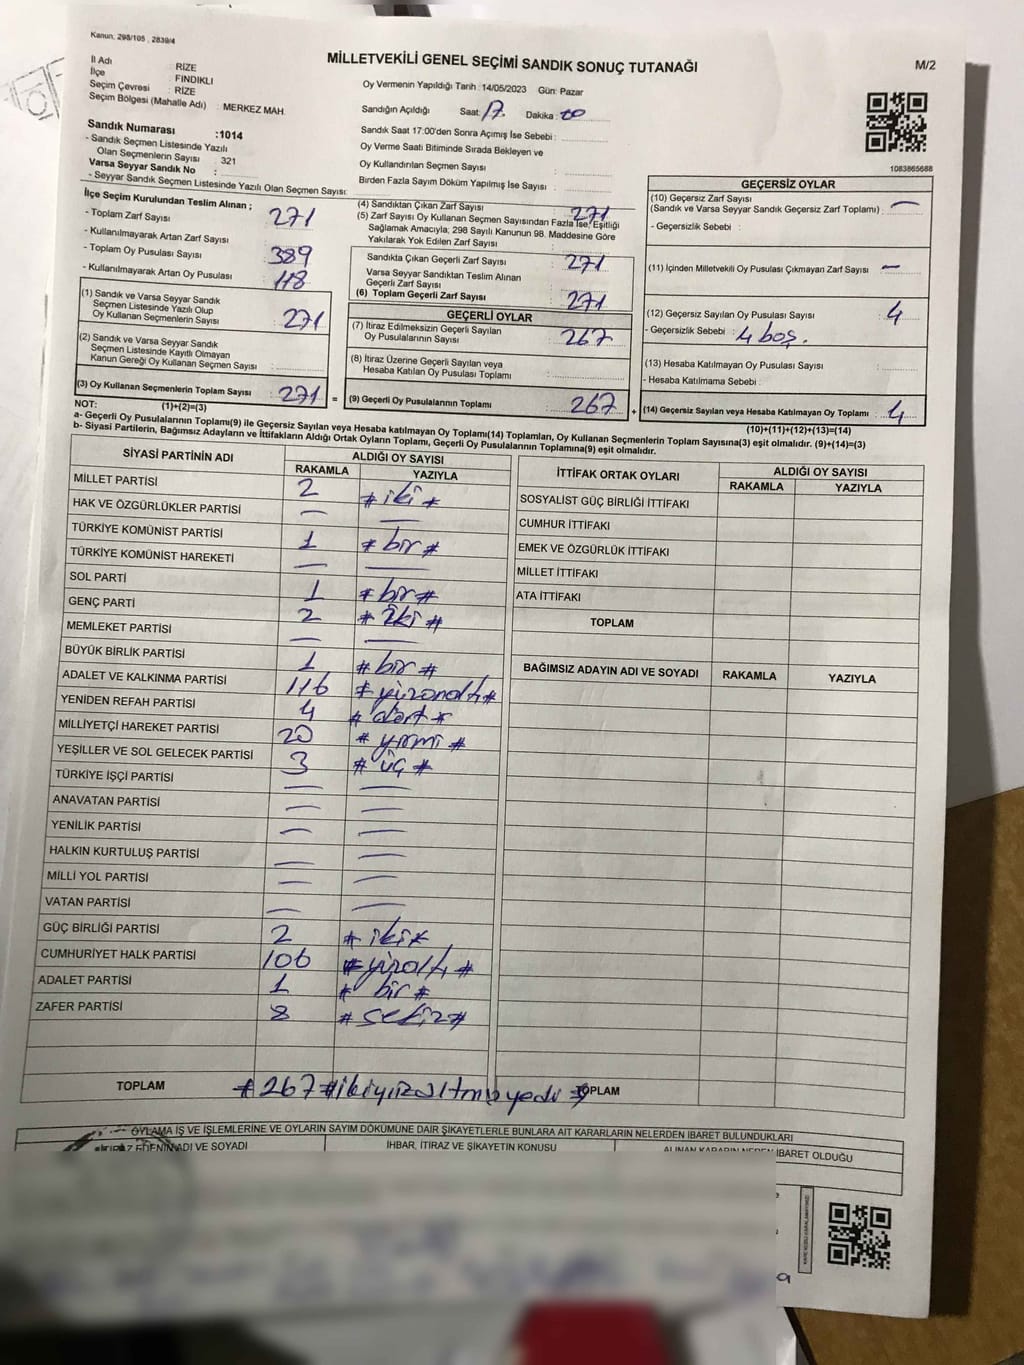 Kanun; 298/105 , 2839/4
MİLLETVEKİLİ GENEL SEÇİMİ SANDIK SONUÇ TUTANAĞI
M/2
İl Adı : RİZE
İlçe : FINDIKLI
Seçim Çevresi : RİZE
Seçim Bölgesi (Mahalle Adı) : MERKEZ MAH.
Sandık Numarası :1014
- Sandık Seçmen Listesinde Yazılı
Olan Seçmenlerin Sayısı : 321
Varsa Seyyar Sandık No :
- Seyyar Sandık Seçmen Listesinde Yazılı Olan Seçmen Sayısı:
Oy Vermenin Yapıldığı Tarih : 14/05/2023 Gün: Pazar
Sandığın Açıldığı Saat: 17. Dakika : 00
Sandık Saat 17:00'den Sonra Açımış İse Sebebi :
Oy Verme Saati Bitiminde Sırada Bekleyen ve
Oy Kullandırılan Seçmen Sayısı :
Birden Fazla Sayım Döküm Yapılmış İse Sayısı :
1083865688
İlçe Seçim Kurulundan Teslim Alınan ;
- Toplam Zarf Sayısı : 271
- Kullanılmayarak Artan Zarf Sayısı :
- Toplam Oy Pusulası Sayısı : 389
- Kullanılmayarak Artan Oy Pusulası : 118
(1) Sandık ve Varsa Seyyar Sandık
Seçmen Listesinde Yazılı Olup
Oy Kullanan Seçmenlerin Sayısı : 271
(2) Sandık ve Varsa Seyyar Sandık
Seçmen Listesinde Kayıtlı Olmayan
Kanun Gereği Oy Kullanan Seçmen Sayısı :
(3) Oy Kullanan Seçmenlerin Toplam Sayısı : 271 =
(4) Sandıktan Çıkan Zarf Sayısı : 271
(5) Zarf Sayısı Oy Kullanan Seçmen Sayısından Fazla İse, Eşitliği
Sağlamak Amacıyla; 298 Sayılı Kanunun 98. Maddesine Göre
Yakılarak Yok Edilen Zarf Sayısı :
Sandıkta Çıkan Geçerli Zarf Sayısı : 271
Varsa Seyyar Sandıktan Teslim Alınan
Geçerli Zarf Sayısı :
(6) Toplam Geçerli Zarf Sayısı : 271
GEÇERLİ OYLAR
(7) İtiraz Edilmeksizin Geçerli Sayılan
Oy Pusulalarının Sayısı : 267
(8) İtiraz Üzerine Geçerli Sayılan veya
Hesaba Katılan Oy Pusulası Toplamı :
(9) Geçerli Oy Pusulalarının Toplamı : 267 +
GEÇERSİZ OYLAR
(10) Geçersiz Zarf Sayısı
(Sandık ve Varsa Seyyar Sandık Geçersiz Zarf Toplamı) : —
- Geçersizlik Sebebi :
(11) İçinden Milletvekili Oy Pusulası Çıkmayan Zarf Sayısı : —
(12) Geçersiz Sayılan Oy Pusulası Sayısı : 4
- Geçersizlik Sebebi : 4 boş.
(13) Hesaba Katılmayan Oy Pusulası Sayısı :
- Hesaba Katılmama Sebebi :
(14) Geçersiz Sayılan veya Hesaba Katılmayan Oy Toplamı : 4
NOT: (1)+(2)=(3)
(10)+(11)+(12)+(13)=(14)
a- Geçerli Oy Pusulalarının Toplamı(9) ile Geçersiz Sayılan veya Hesaba katılmayan Oy Toplamı(14) Toplamları, Oy Kullanan Seçmenlerin Toplam Sayısına(3) eşit olmalıdır. (9)+(14)=(3)
b- Siyasi Partilerin, Bağımsız Adayların ve İttifakların Aldığı Ortak Oyların Toplamı, Geçerli Oy Pusulalarının Toplamına(9) eşit olmalıdır.
SİYASİ PARTİNİN ADI ALDIĞI OY SAYISI
RAKAMLA YAZIYLA
MİLLET PARTİSİ 2 # iki #
HAK VE ÖZGÜRLÜKLER PARTİSİ — —
TÜRKİYE KOMÜNİST PARTİSİ 1 # bir #
TÜRKİYE KOMÜNİST HAREKETİ — —
SOL PARTİ 1 # bir #
GENÇ PARTİ 2 # iki #
MEMLEKET PARTİSİ — —
BÜYÜK BİRLİK PARTİSİ 1 # bir #
ADALET VE KALKINMA PARTİSİ 116 # yüzonaltı #
YENİDEN REFAH PARTİSİ 4 # dört #
MİLLİYETÇİ HAREKET PARTİSİ 20 # yirmi #
YEŞİLLER VE SOL GELECEK PARTİSİ 3 # üç #
TÜRKİYE İŞÇİ PARTİSİ — —
ANAVATAN PARTİSİ — —
YENİLİK PARTİSİ — —
HALKIN KURTULUŞ PARTİSİ — —
MİLLİ YOL PARTİSİ — —
VATAN PARTİSİ — —
GÜÇ BİRLİĞİ PARTİSİ 2 # iki #
CUMHURİYET HALK PARTİSİ 106 # yüzaltı #
ADALET PARTİSİ 1 # bir #
ZAFER PARTİSİ 8 # sekiz #
TOPLAM # 267 # ikiyüzaltmışyedi #
İTTİFAK ORTAK OYLARI ALDIĞI OY SAYISI
RAKAMLA YAZIYLA
SOSYALİST GÜÇ BİRLİĞİ İTTİFAKI
CUMHUR İTTİFAKI
EMEK VE ÖZGÜRLÜK İTTİFAKI
MİLLET İTTİFAKI
ATA İTTİFAKI
TOPLAM
BAĞIMSIZ ADAYIN ADI VE SOYADI RAKAMLA YAZIYLA
TOPLAM
OYLAMA İŞ VE İŞLEMLERİNE VE OYLARIN SAYIM DÖKÜMÜNE DAİR ŞİKAYETLERLE BUNLARA AİT KARARLARIN NELERDEN İBARET BULUNDUKLARI
EDENİN ADI VE SOYADI
İHBAR, İTİRAZ VE ŞİKAYETİN KONUSU
ALINAN KARARIN NEDEN İBARET OLDUĞU